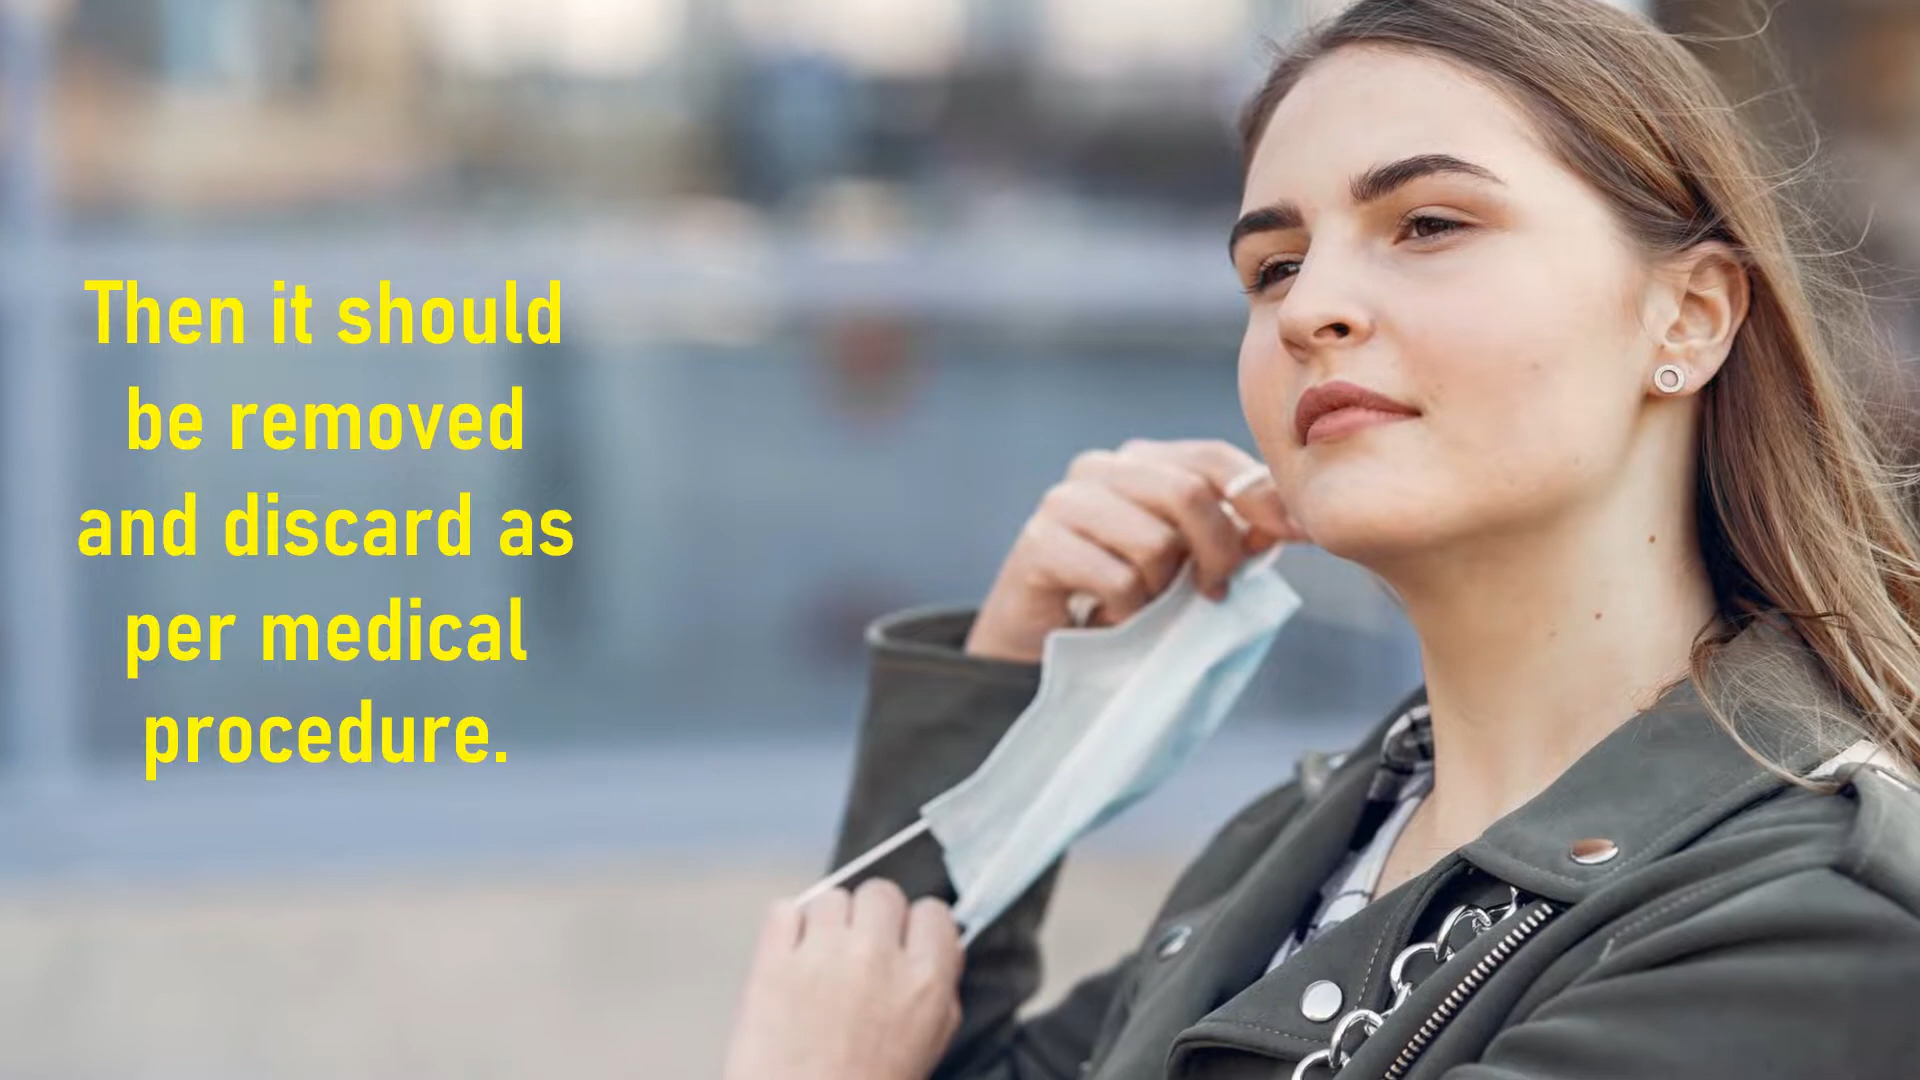 Then it should
be removed
and discard as
per medical
procedure.